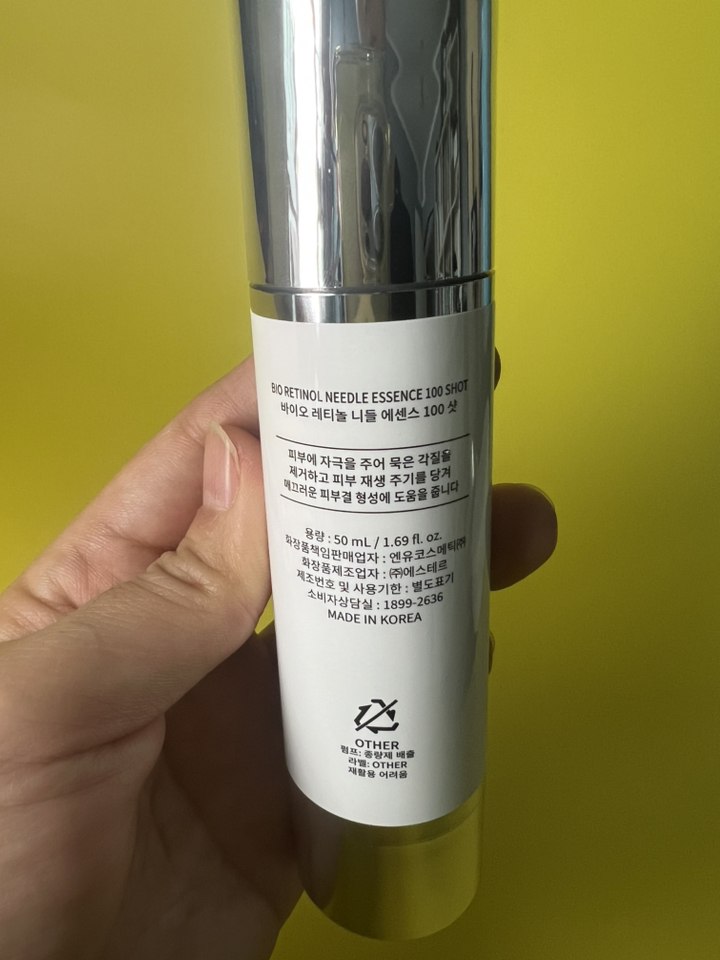 BIO RETINOL NEEDLE ESSENCE 100 SHOT
바이오 레티놀 니들 에센스 100 샷
피부에 자극을 주어 묵은 각질을
제거하고 피부 재생 주기를 당겨
매끄러운 피부결 형성에 도움을 줍니다
용량 : 50 mL / 1.69 fl. oz.
화장품책임판매업자 : 엔유코스메틱㈜
화장품제조업자 : ㈜에스테르
제조번호 및 사용기한 : 별도표기
소비자상담실 : 1899-2636
MADE IN KOREA
OTHER
펌프: 종량제 배출
라벨: OTHER
재활용 어려움